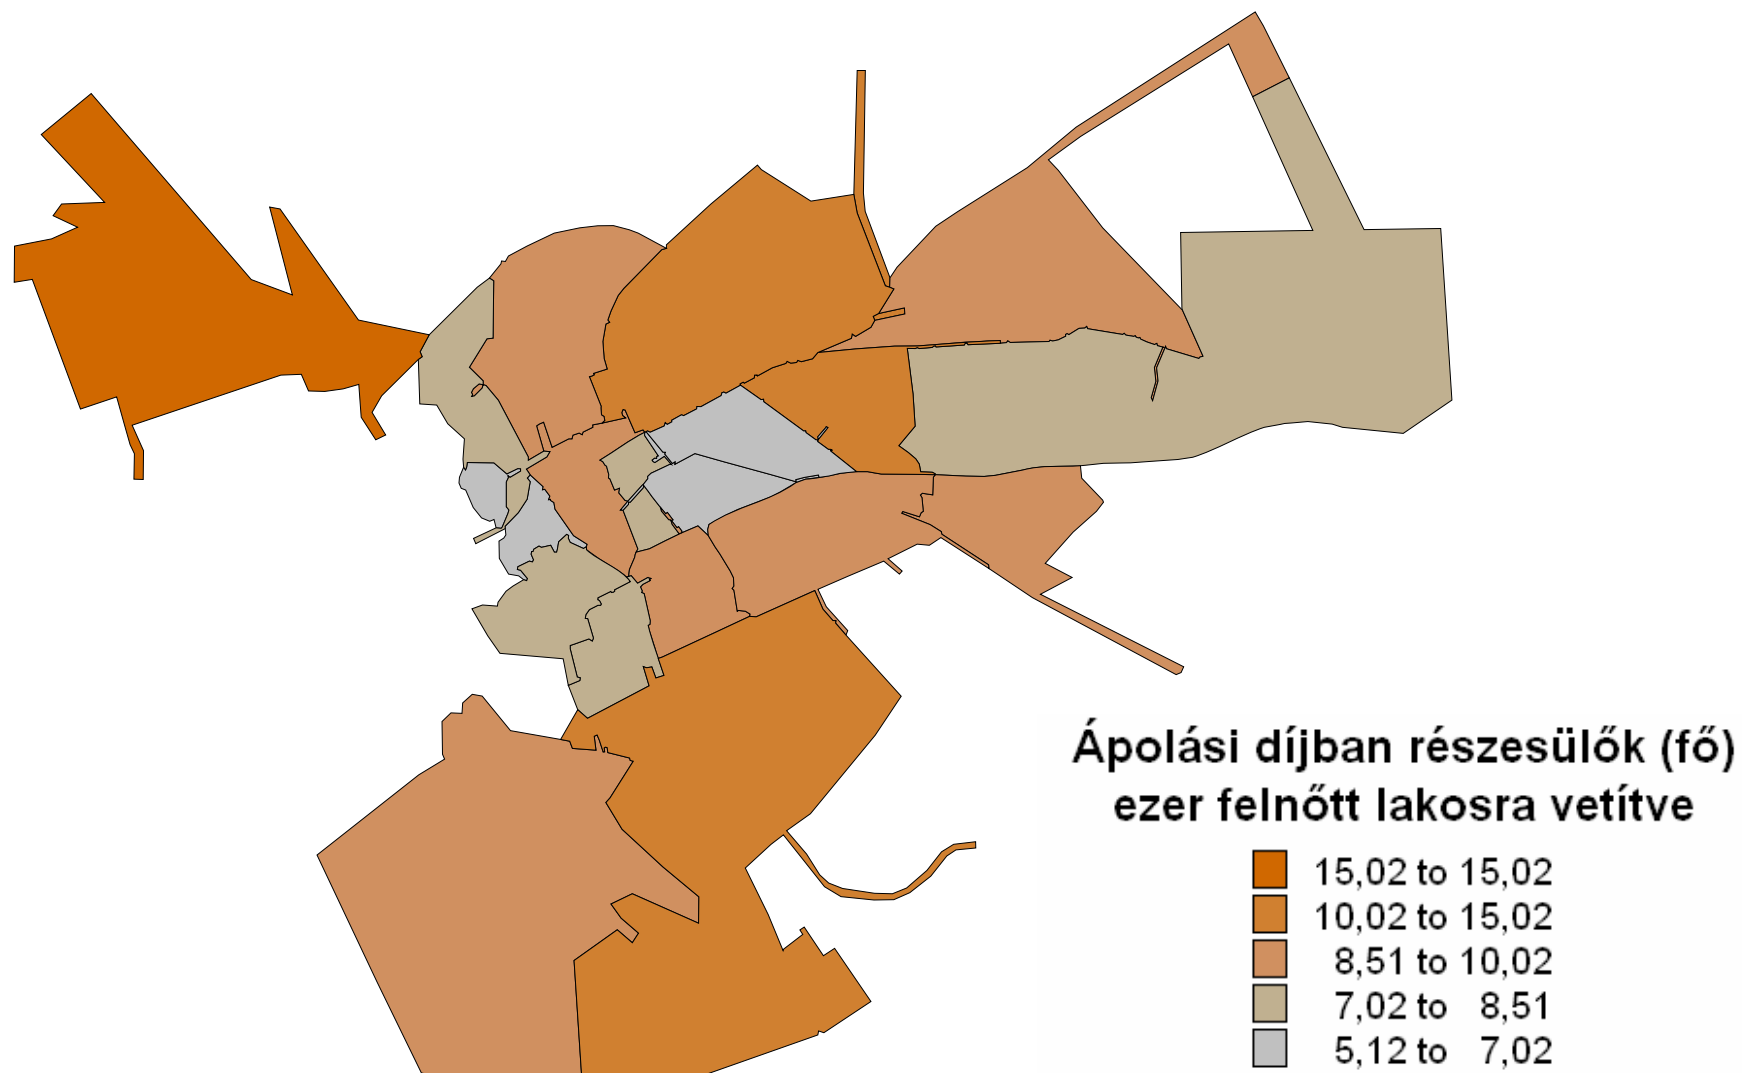 Ápolási díjban részesülők (fő)
ezer felnőtt lakosra vetítve
15,02 to 15,02
10,02 to 15,02
8,51 to 10,02
7,02 to 8,51
5,12 to 7,02